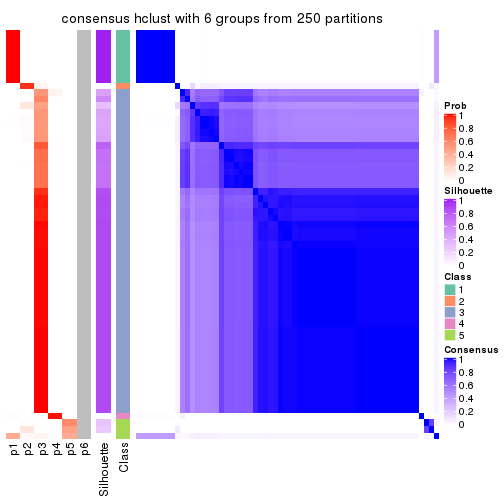 consensus hclust with 6 groups from 250 partitions
Prob
1
0.8
0.6
0.4
0.2
0
Silhouette
1
0.8
0.6
0.4
0.2
0
Class
1
2
3
4
5
Consensus
1
0.8
0.6
0.4
0.2
0
p1
p2
p3
p4
p5
p6
Silhouette
Class